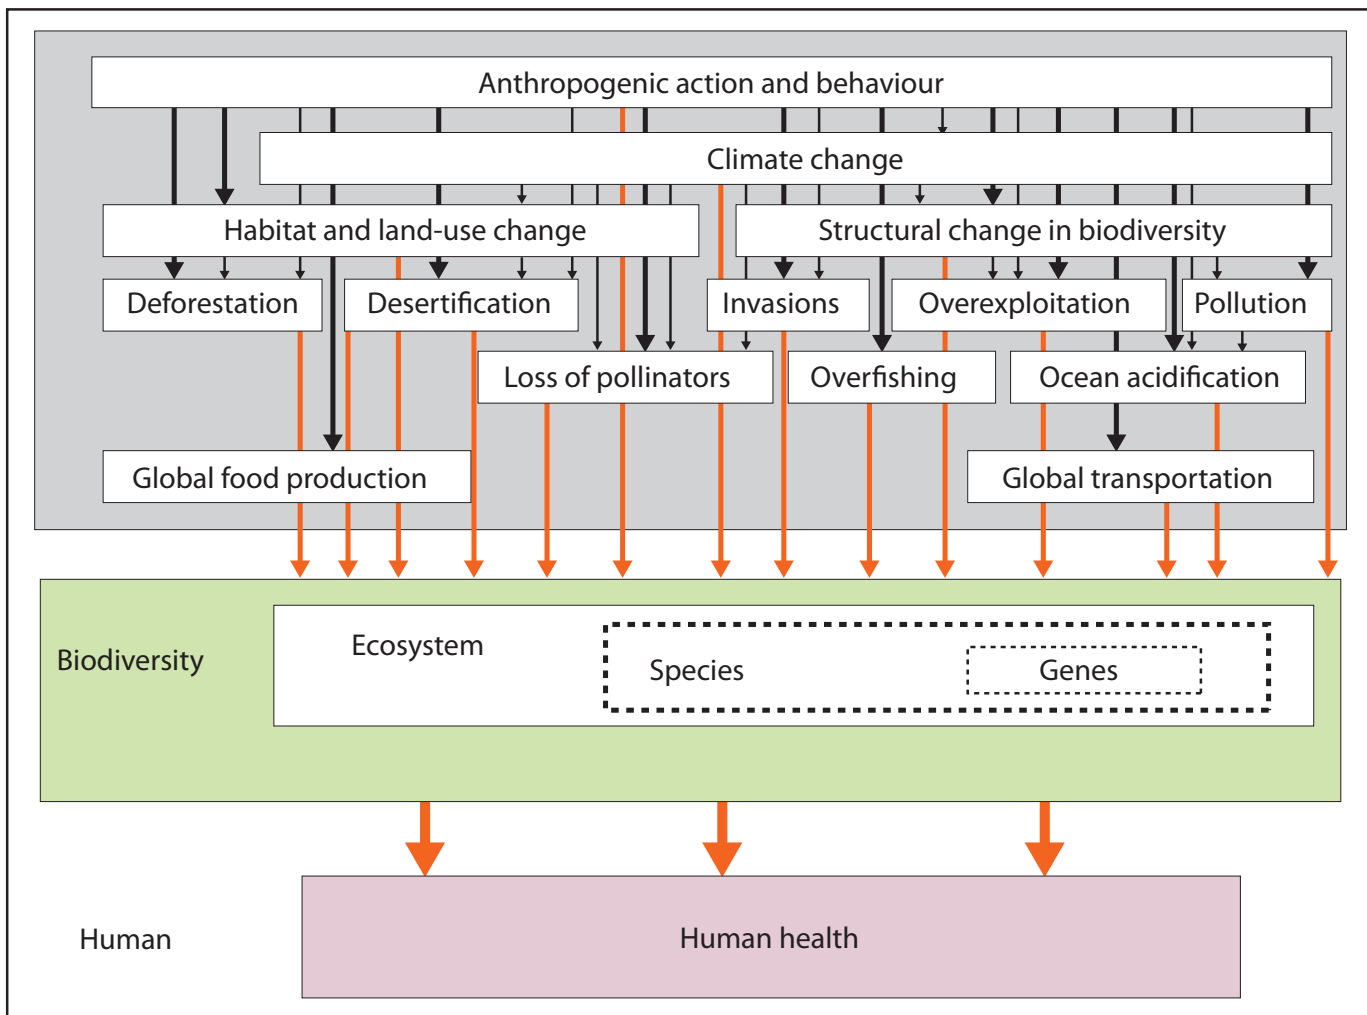 Anthropogenic action and behaviour
Climate change
Habitat and land-use change
Structural change in biodiversity
Deforestation
Desertification
Invasions
Overexploitation
Pollution
Loss of pollinators
Overfishing
Ocean acidification
Global food production
Global transportation
Biodiversity
Ecosystem
Species
Genes
Human
Human health